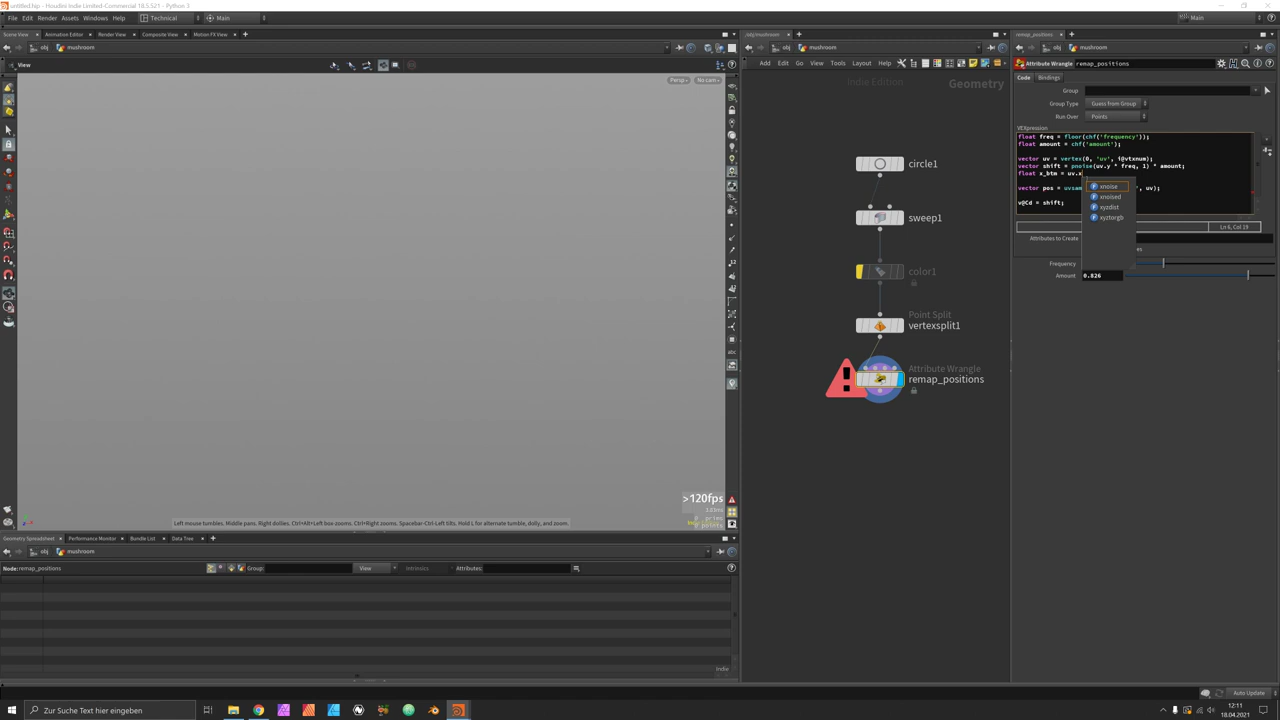 untitled.hip - Houdini Indie Limited-Commercial 18.5.521 - Python 3
File Edit Render Assets Windows Help Technical Main
Main
Scene View Animation Editor Render View Composite View Motion FX View
obj mushroom
View
Persp No cam
>120fps
Left mouse tumbles. Middle pans. Right dollies. Ctrl+Alt+Left box zooms. Ctrl+Right zooms. Spacebar-Ctrl-Left tilts. Hold L for alternate tumble, dolly, and zoom.
Geometry Spreadsheet Performance Monitor Bundle List Data Tree
obj mushroom
Node: remap_positions
Group:
View
Intrinsics
Attributes:
Indie
/obj/mushroom
obj mushroom
Add Edit Go View Tools Layout Help
Indie Edition
Geometry
circle1
sweep1
color1
Point Split
vertexsplit1
Attribute Wrangle
remap_positions
remap_positions
obj mushroom
Attribute Wrangle remap_positions
Code Bindings
Group
Group Type Guess from Group
Run Over Points
VEXpression
float freq = floor(chf('frequency'));
float amount = chf('amount');
vector uv = vertex(0, 'uv', i@vtxnum);
vector shift = pnoise(uv.y * freq, 1) * amount;
float x_btm = uv.x
vector pos = uvsam ', uv);
v@Cd = shift;
xnoise
xnoised
xyzdist
xyztorgb
Ln 6, Col 19
Attributes to Create
Frequency
Amount 0.826
Auto Update
Zur Suche Text hier eingeben
12:11
18.04.2021